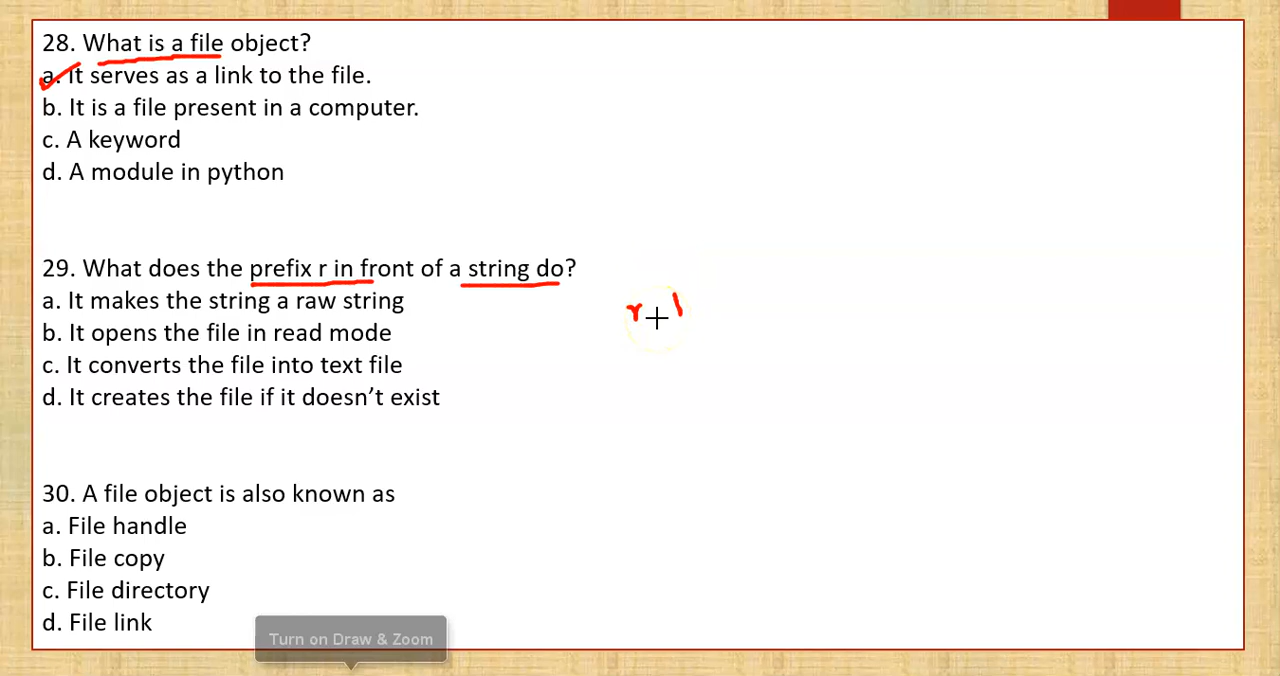 28. What is a file object?
a. It serves as a link to the file.
b. It is a file present in a computer.
c. A keyword
d. A module in python
29. What does the prefix r in front of a string do?
a. It makes the string a raw string
r
b. It opens the file in read mode
c. It converts the file into text file
d. It creates the file if it doesn’t exist
30. A file object is also known as
a. File handle
b. File copy
c. File directory
d. File link
Turn on Draw & Zoom